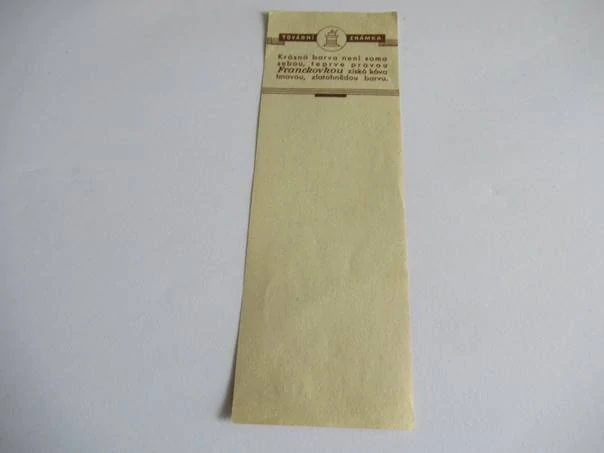 TOVÁRNÍ ZNÁMKA
Krásná barva není sama
sebou, teprve pravou
Franckovkou získá káva
tmavou, zlatohnědou barvu.